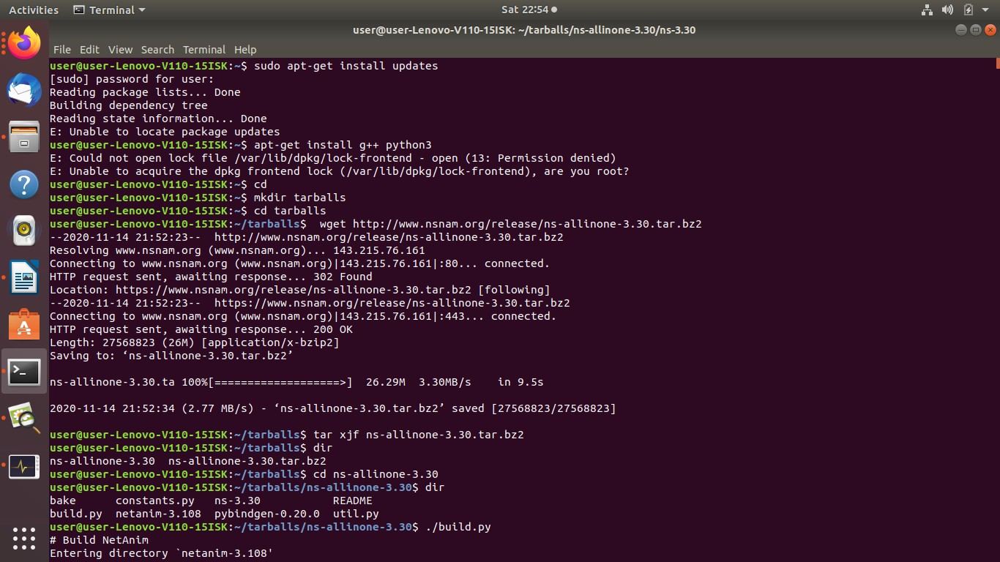 Activities Terminal Sat 22:54
user@user-Lenovo-V110-15ISK: ~/tarballs/ns-allinone-3.30/ns-3.30
File Edit View Search Terminal Help
user@user-Lenovo-V110-15ISK:~$ sudo apt-get install updates
[sudo] password for user:
Reading package lists... Done
Building dependency tree
Reading state information... Done
E: Unable to locate package updates
user@user-Lenovo-V110-15ISK:~$ apt-get install g++ python3
E: Could not open lock file /var/lib/dpkg/lock-frontend - open (13: Permission denied)
E: Unable to acquire the dpkg frontend lock (/var/lib/dpkg/lock-frontend), are you root?
user@user-Lenovo-V110-15ISK:~$ cd
user@user-Lenovo-V110-15ISK:~$ mkdir tarballs
user@user-Lenovo-V110-15ISK:~$ cd tarballs
user@user-Lenovo-V110-15ISK:~/tarballs$  wget http://www.nsnam.org/release/ns-allinone-3.30.tar.bz2
--2020-11-14 21:52:23--  http://www.nsnam.org/release/ns-allinone-3.30.tar.bz2
Resolving www.nsnam.org (www.nsnam.org)... 143.215.76.161
Connecting to www.nsnam.org (www.nsnam.org)|143.215.76.161|:80... connected.
HTTP request sent, awaiting response... 302 Found
Location: https://www.nsnam.org/release/ns-allinone-3.30.tar.bz2 [following]
--2020-11-14 21:52:23--  https://www.nsnam.org/release/ns-allinone-3.30.tar.bz2
Connecting to www.nsnam.org (www.nsnam.org)|143.215.76.161|:443... connected.
HTTP request sent, awaiting response... 200 OK
Length: 27568823 (26M) [application/x-bzip2]
Saving to: ‘ns-allinone-3.30.tar.bz2’
ns-allinone-3.30.ta 100%[===================>]  26.29M  3.30MB/s    in 9.5s
2020-11-14 21:52:34 (2.77 MB/s) - ‘ns-allinone-3.30.tar.bz2’ saved [27568823/27568823]
user@user-Lenovo-V110-15ISK:~/tarballs$ tar xjf ns-allinone-3.30.tar.bz2
user@user-Lenovo-V110-15ISK:~/tarballs$ dir
ns-allinone-3.30  ns-allinone-3.30.tar.bz2
user@user-Lenovo-V110-15ISK:~/tarballs$ cd ns-allinone-3.30
user@user-Lenovo-V110-15ISK:~/tarballs/ns-allinone-3.30$ dir
bake      constants.py   ns-3.30           README
build.py  netanim-3.108  pybindgen-0.20.0  util.py
user@user-Lenovo-V110-15ISK:~/tarballs/ns-allinone-3.30$ ./build.py
# Build NetAnim
Entering directory `netanim-3.108'